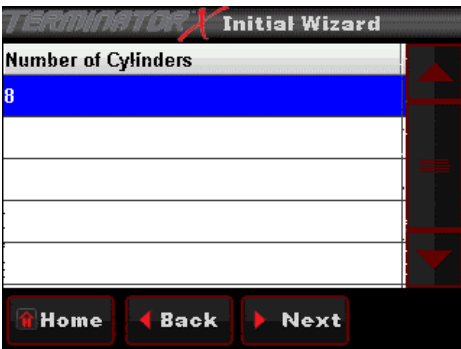 TERMINATOR X Initial Wizard
Number of Cylinders
8
Home Back Next